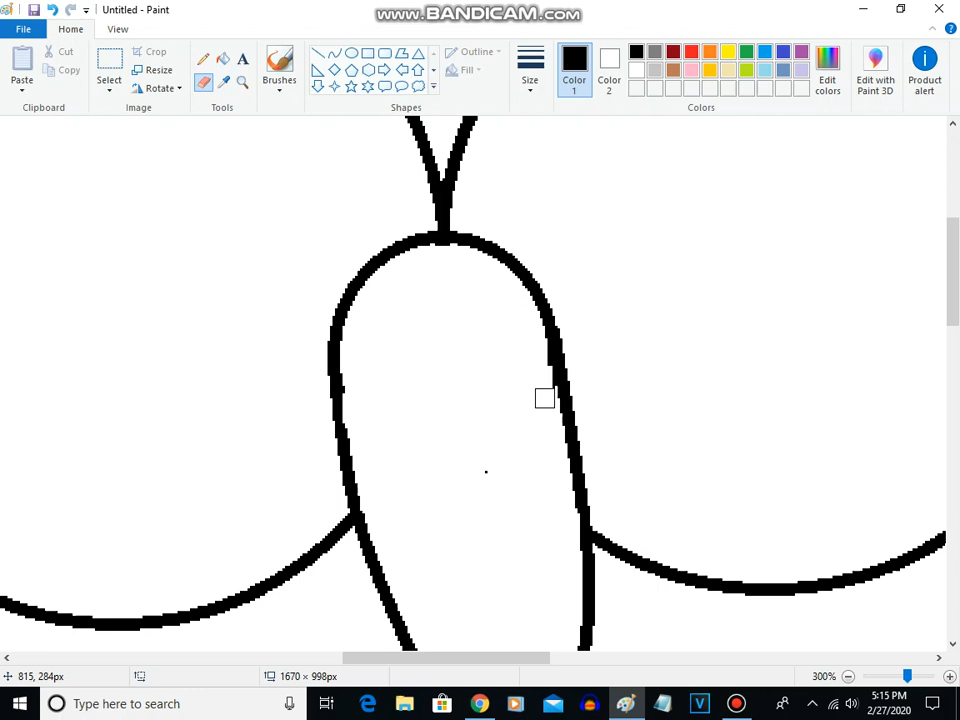 Untitled - Paint
www.BANDICAM.com
File
Home
View
Paste
Cut
Copy
Clipboard
Select
Crop
Resize
Rotate
Image
A
Tools
Brushes
Shapes
Outline
Fill
Size
Color 1
Color 2
Edit colors
Colors
Edit with Paint 3D
Product alert
815, 284px
1670 × 998px
300%
Type here to search
V
5:15 PM
2/27/2020